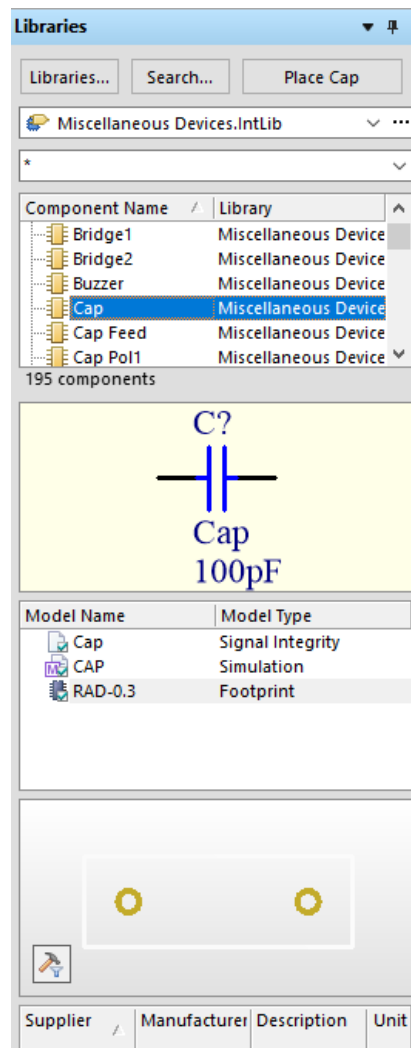 Libraries
Libraries... Search... Place Cap
Miscellaneous Devices.IntLib ...
*
Component Name Library
Bridge1 Miscellaneous Device
Bridge2 Miscellaneous Device
Buzzer Miscellaneous Device
Cap Miscellaneous Device
Cap Feed Miscellaneous Device
Cap Pol1 Miscellaneous Device
195 components
C?
Cap
100pF
Model Name Model Type
Cap Signal Integrity
M CAP Simulation
RAD-0.3 Footprint
Supplier Manufacturer Description Unit